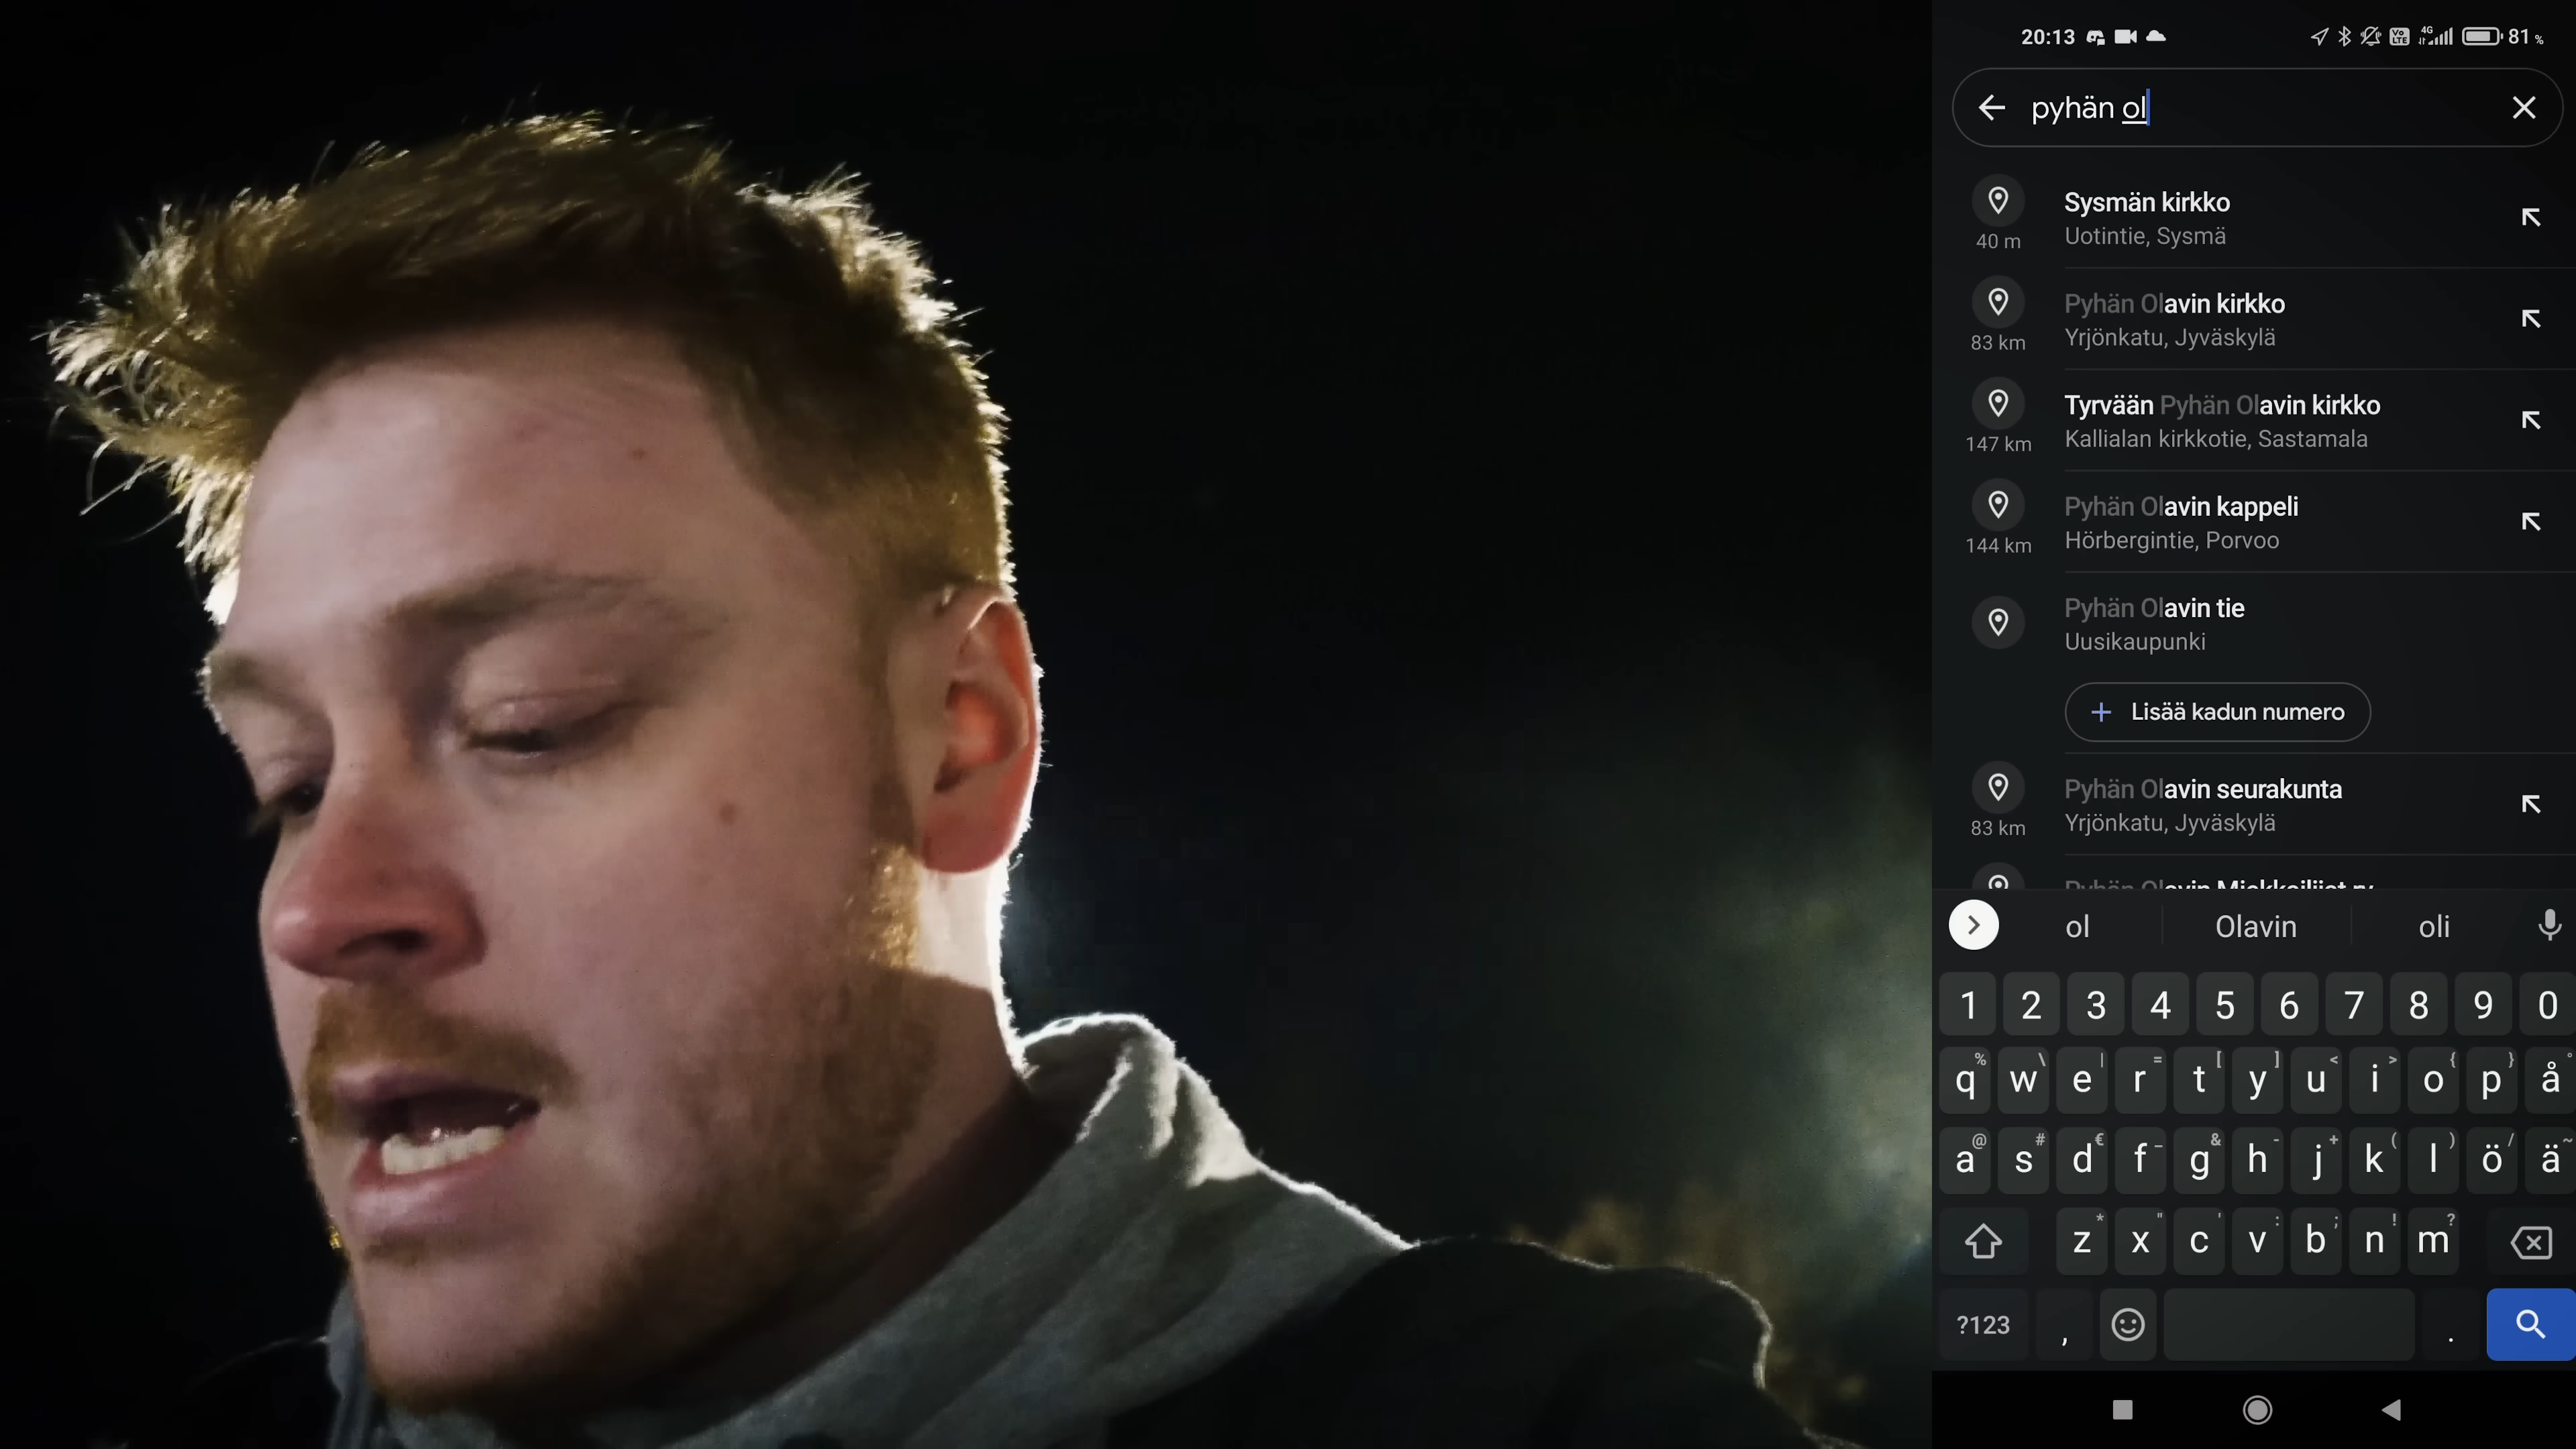 20:13 4G 81 %
pyhän ol
Sysmän kirkko
40 m
Uotintie, Sysmä
Pyhän Olavin kirkko
83 km
Yrjönkatu, Jyväskylä
Tyrvään Pyhän Olavin kirkko
147 km
Kallialan kirkkotie, Sastamala
Pyhän Olavin kappeli
144 km
Hörbergintie, Porvoo
Pyhän Olavin tie
Uusikaupunki
+ Lisää kadun numero
Pyhän Olavin seurakunta
83 km
Yrjönkatu, Jyväskylä
ol Olavin oli
1 2 3 4 5 6 7 8 9 0
% \ | = [ ] < > { } °
q w e r t y u i o p å
@ # € _ & - + ( ) / ~
a s d f g h j k l ö ä
* " ' : ; ! ?
z x c v b n m
?123 , .